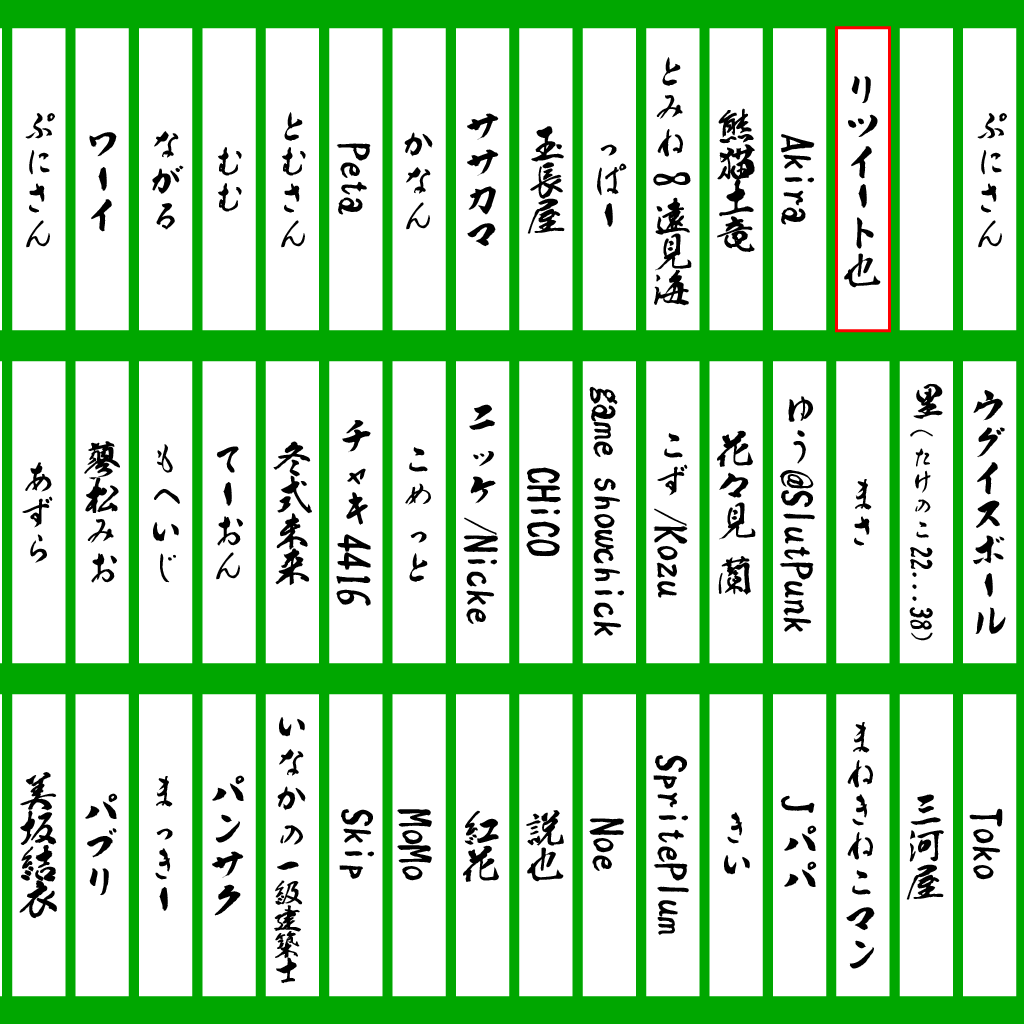 ぷにさん
リツイート也
Akira
熊猫土竜
とみね∞遠見海
っぱー
玉長屋
ササカマ
かなん
Peta
とむさん
むむ
ながる
ワーイ
ぷにさん
ウグイスボール
里(たけのこ22...38)
まさ
ゆう@SlutPunk
花々見 蘭
こず/Kozu
game showchick
CHiCO
ニッケ/Nicke
こめっと
チャキ4416
冬式未来
てーおん
もへいじ
蓼松みお
あずら
Toko
三河屋
まねきねこマン
Jパパ
きい
SpritePlum
Noe
説也
紅花
MoMo
Skip
いなかの一級建築士
パンサク
まっきー
パブリ
美坂結衣